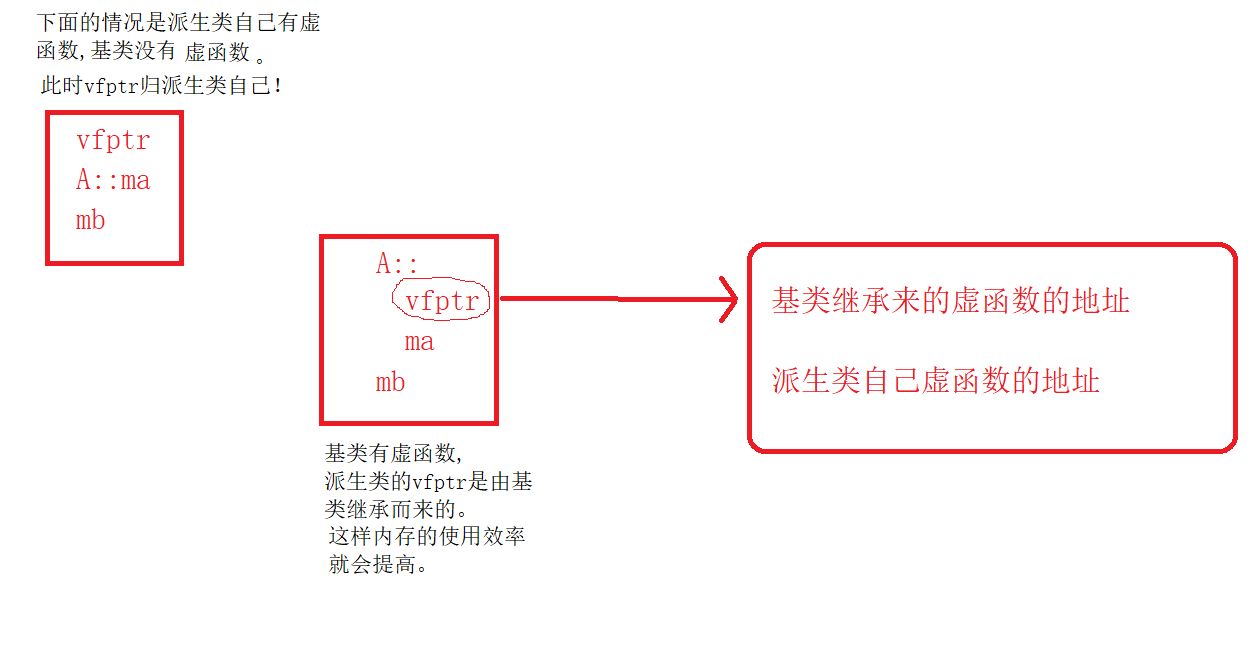 下面的情况是派生类自己有虚
函数,基类没有 虚函数 。
此时vfptr归派生类自己!
vfptr
A::ma
mb
A::
vfptr
ma
mb
基类继承来的虚函数的地址
派生类自己虚函数的地址
基类有虚函数,
派生类的vfptr是由基
类继承而来的。
这样内存的使用效率
就会提高。